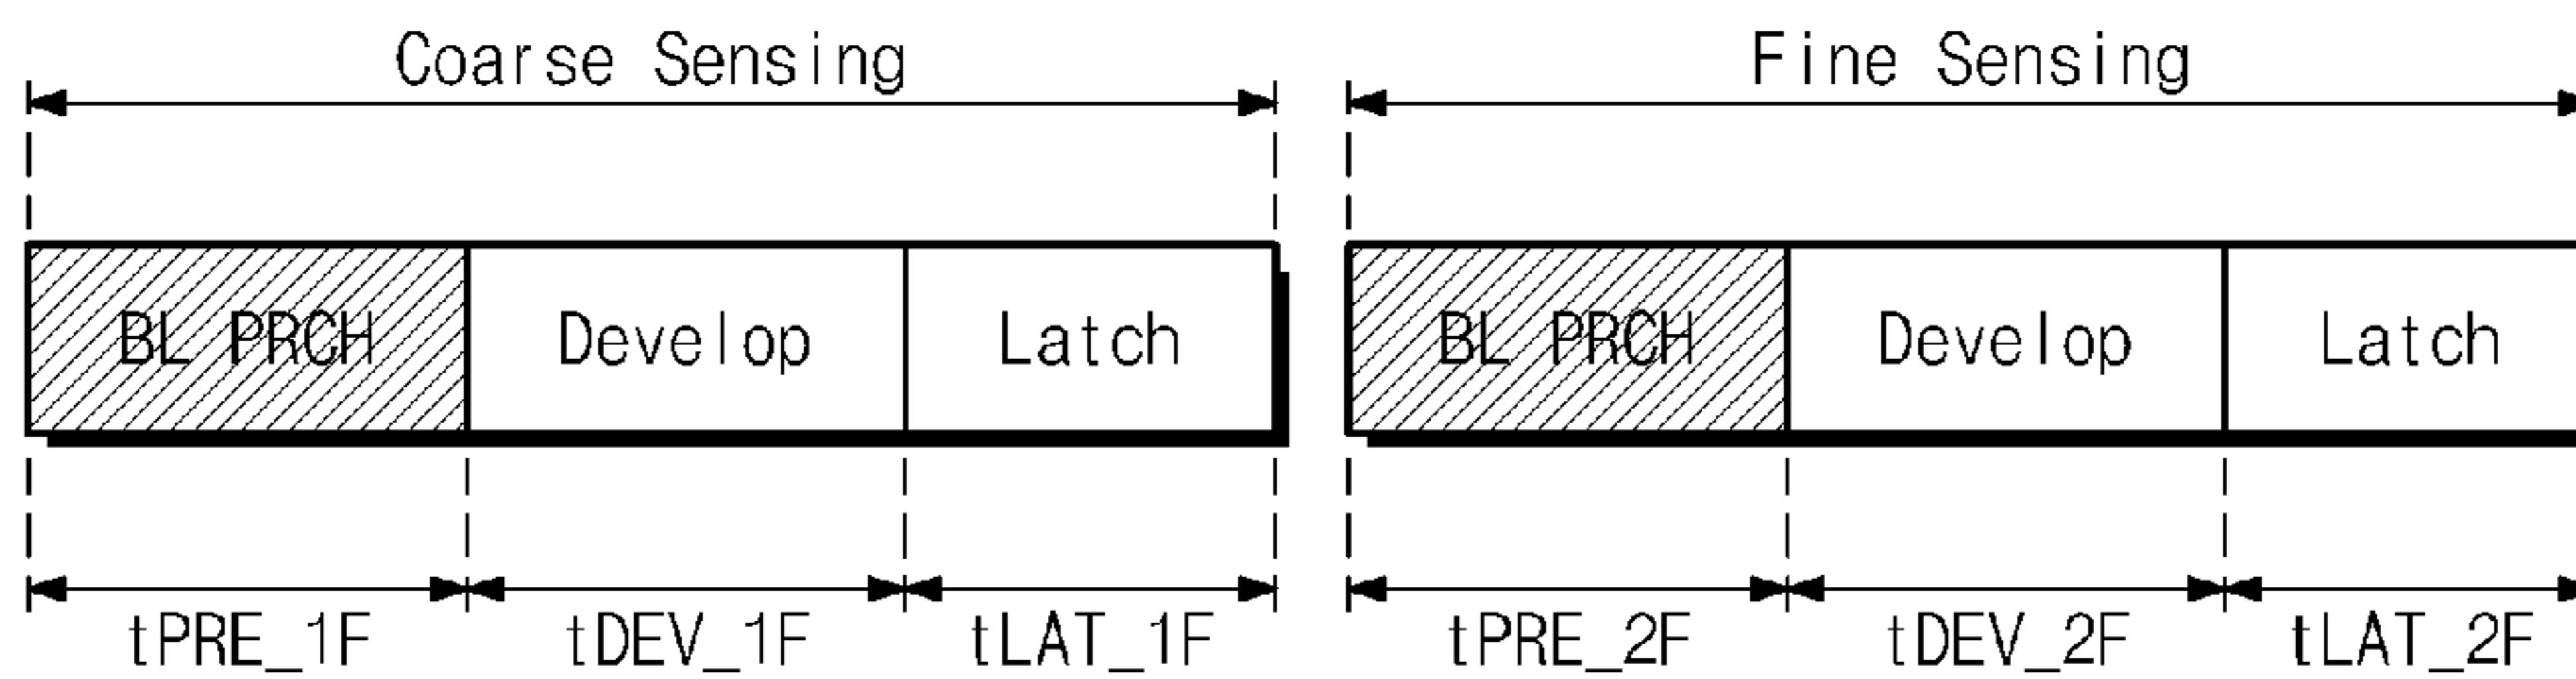 Coarse Sensing Fine Sensing
BL PRCH Develop Latch BL PRCH Develop Latch
tPRE_1F tDEV_1F tLAT_1F tPRE_2F tDEV_2F tLAT_2F